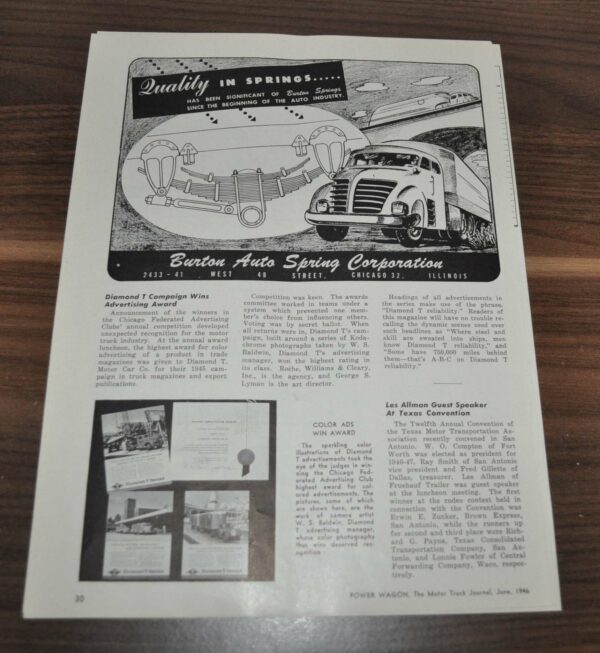 Quality IN SPRINGS.....
HAS BEEN SIGNIFICANT OF Burton Springs
SINCE THE BEGINNING OF THE AUTO INDUSTRY.
Burton Auto Spring Corporation
2433-41 WEST 48 STREET, CHICAGO 32, ILLINOIS
Diamond T Campaign Wins
Advertising Award
Announcement of the winners in
the Chicago Federated Advertising
Clubs' annual competition developed
unexpected recognition for the motor
truck industry. At the annual award
luncheon, the highest award for color
advertising of a product in trade
magazines was given to Diamond T.
Motor Car Co. for their 1945 cam-
paign in truck magazines and export
publications.
Competition was keen. The awards
committee worked in teams under a
system which prevented one mem-
ber's choice from influencing others.
Voting was by secret ballot. When
all returns were in, Diamond T's cam-
paign, built around a series of Koda-
chrome photographs taken by W. S.
Baldwin, Diamond T's advertising
manager, won the highest rating in
its class. Roche, Williams & Cleary,
Inc., is the agency, and George S.
Lyman is the art director.
Headings of all advertisements in
the series make use of the phrase,
"Diamond T reliability." Readers of
this magazine will have no trouble re-
calling the dynamic scenes used over
such headlines as "Where steel and
skill are sweated into ships, men
know Diamond T reliability," and
"Some have 750,000 miles behind
them—that's A-B-C on Diamond T
reliability."
COLOR ADS
WIN AWARD
The sparkling color
illustrations of Diamond
T advertisements took the
eye of the judges in win-
ning the Chicago Fed-
erated Advertising Club
highest award for col-
ored advertisements. The
pictures, some of which
are shown here, are the
work of camera artist
W. S. Baldwin, Diamond
T advertising manager,
whose color photography
thus wins deserved rec-
ognition
Les Allman Guest Speaker
At Texas Convention
The Twelfth Annual Convention of
the Texas Motor Transportation As-
sociation recently convened in San
Antonio. W. O. Compton of Fort
Worth was elected as president for
1946-47, Ray Smith of San Antonio
vice president and Fred Gillette of
Dallas, treasurer. Les Allman of
Fruehauf Trailer was guest speaker
at the luncheon meeting. The first
winner at the rodeo contest held in
connection with the Convention was
Erwin E. Zunker, Brown Express,
San Antonio, while the runners up
for second and third place were Rich-
ard G. Payne, Texas Consolidated
Transportation Company, San An-
tonio, and Lonnie Fowler of Central
Forwarding Company, Waco, respec-
tively.
30
POWER WAGON, The Motor Truck Journal, June, 1946